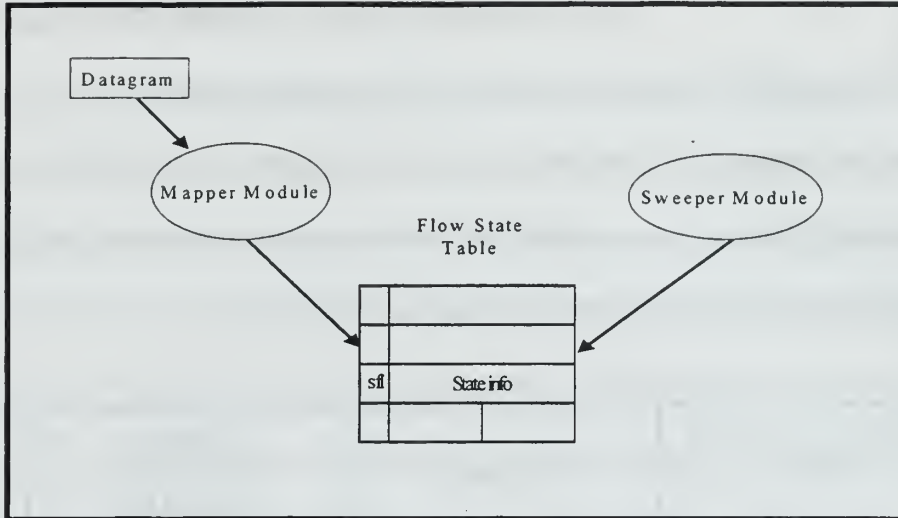 Datagram
Mapper Module
Sweeper Module
Flow State
Table
sfl
State info